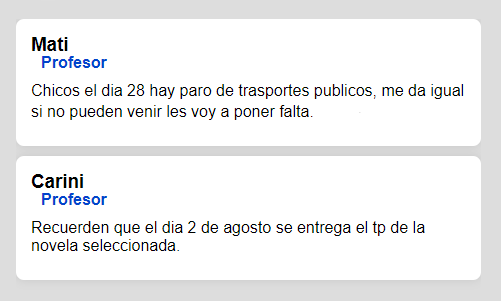 Mati
Profesor
Chicos el dia 28 hay paro de trasportes publicos, me da igual
si no pueden venir les voy a poner falta.
Carini
Profesor
Recuerden que el dia 2 de agosto se entrega el tp de la
novela seleccionada.